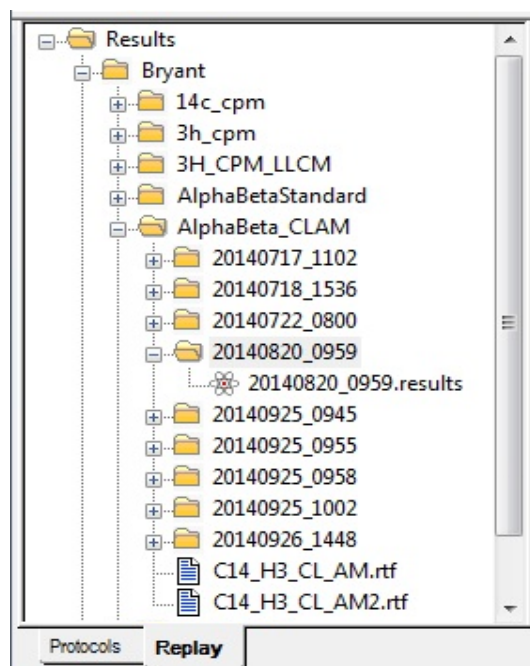 Results
Bryant
14c_cpm
3h_cpm
3H_CPM_LLCM
AlphaBetaStandard
AlphaBeta_CLAM
20140717_1102
20140718_1536
20140722_0800
20140820_0959
20140820_0959.results
20140925_0945
20140925_0955
20140925_0958
20140925_1002
20140926_1448
C14_H3_CL_AM.rtf
C14_H3_CL_AM2.rtf
Protocols Replay